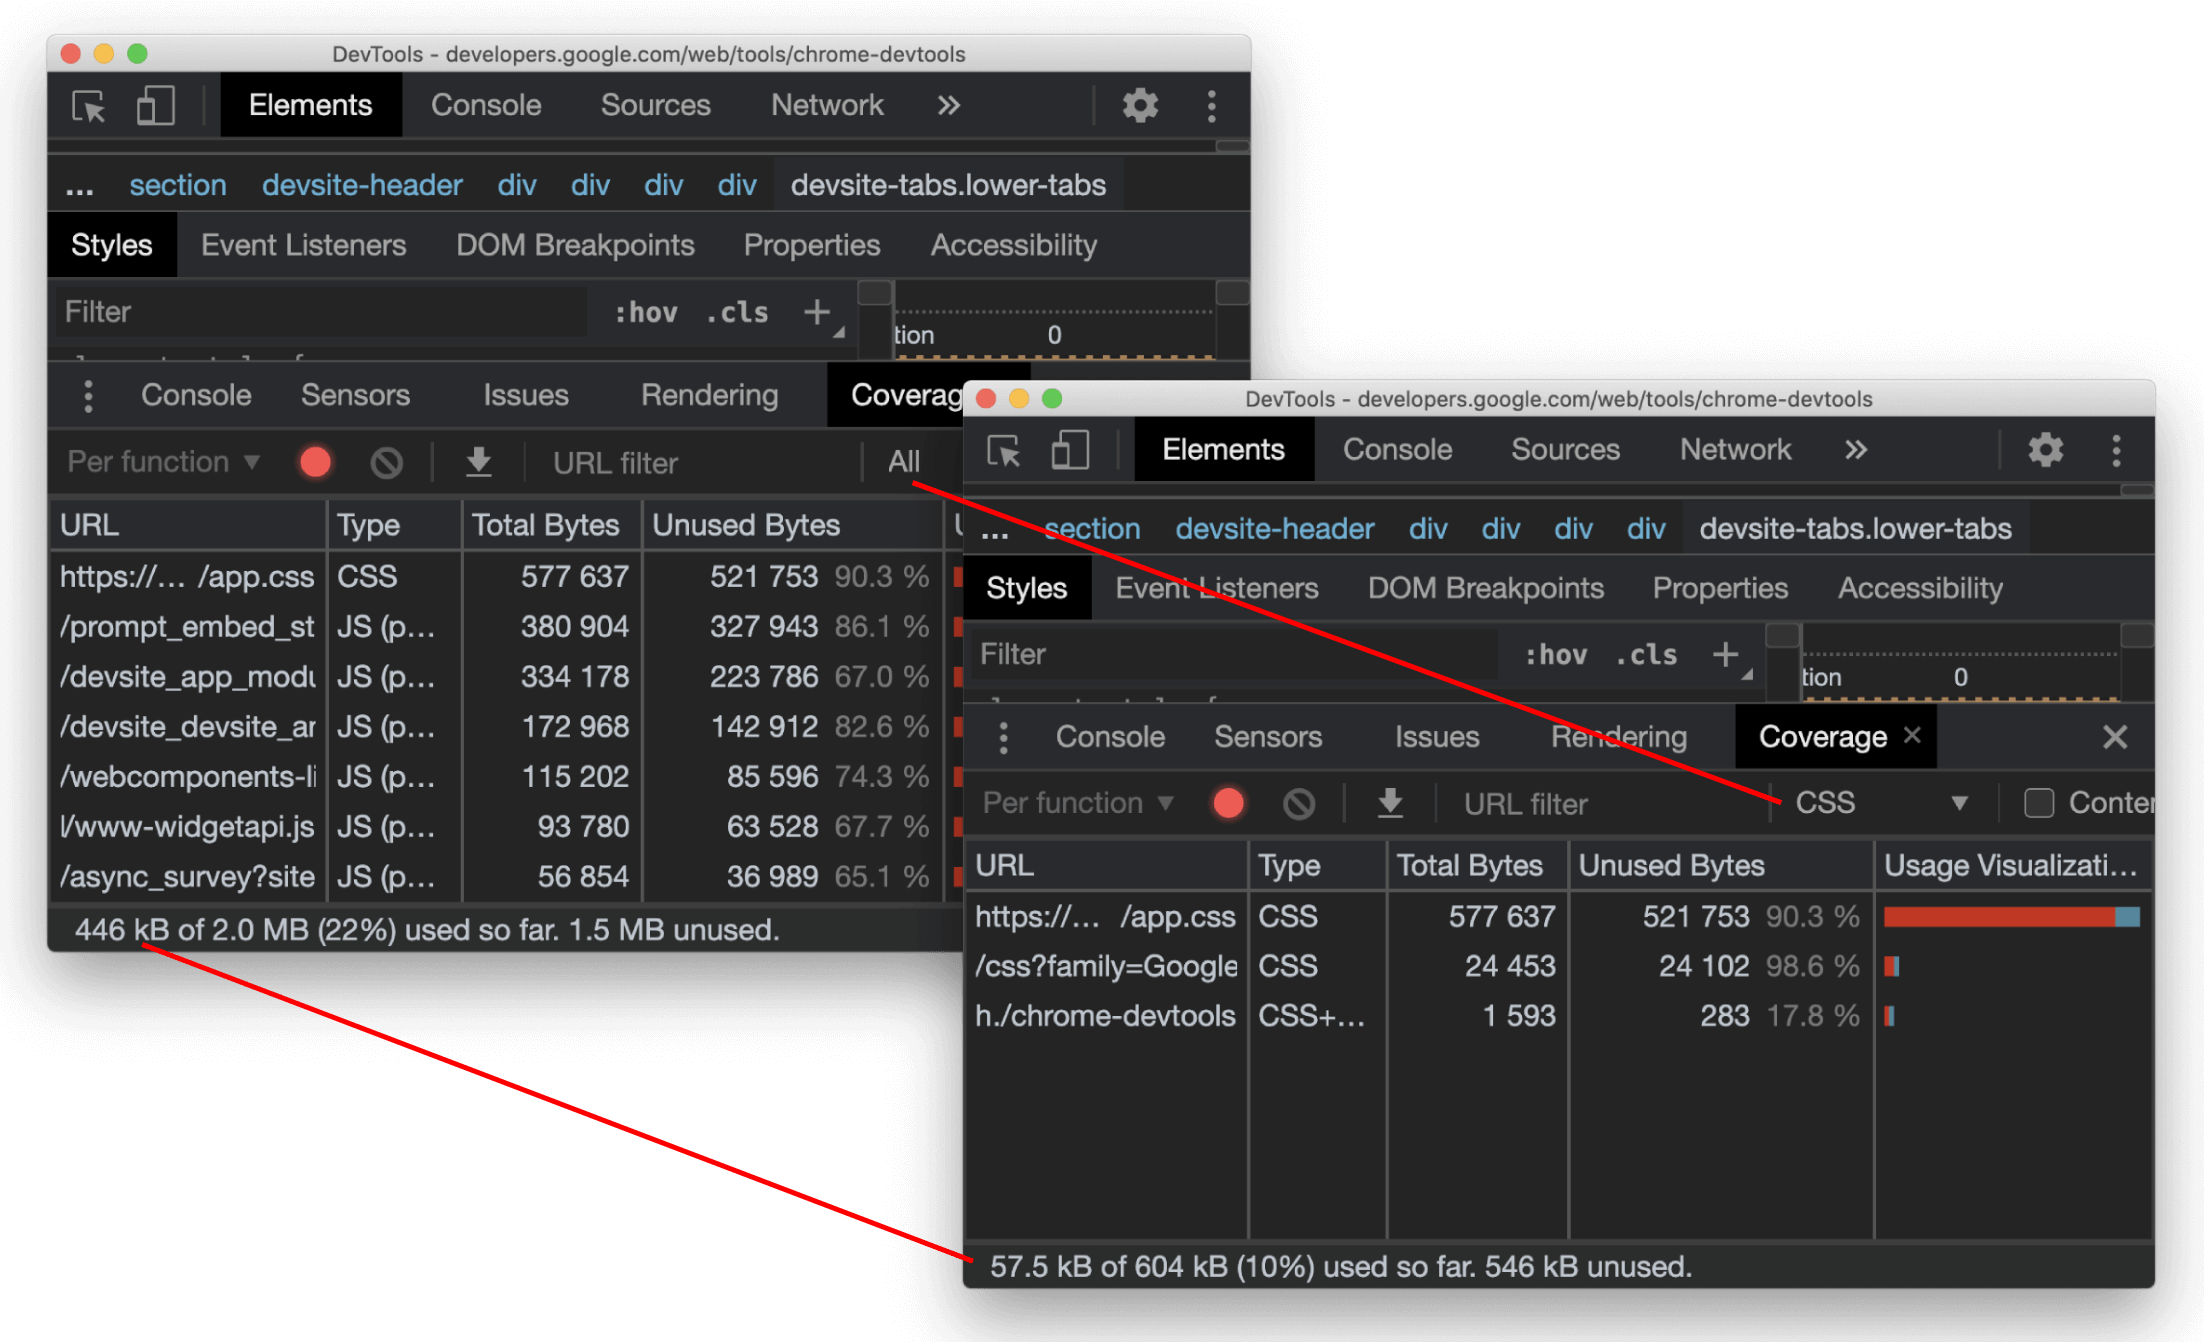 DevTools - developers.google.com/web/tools/chrome-devtools
Elements Console Sources Network »
... section devsite-header div div div div devsite-tabs.lower-tabs
Styles Event Listeners DOM Breakpoints Properties Accessibility
Filter :hov .cls +
tion 0
Console Sensors Issues Rendering Coverag
Per function ▼ URL filter All
URL Type Total Bytes Unused Bytes
https://… /app.css CSS 577 637 521 753 90.3 %
/prompt_embed_st JS (p… 380 904 327 943 86.1 %
/devsite_app_modu JS (p… 334 178 223 786 67.0 %
/devsite_devsite_ar JS (p… 172 968 142 912 82.6 %
/webcomponents-li JS (p… 115 202 85 596 74.3 %
/www-widgetapi.js JS (p… 93 780 63 528 67.7 %
/async_survey?site JS (p… 56 854 36 989 65.1 %
446 kB of 2.0 MB (22%) used so far. 1.5 MB unused.
DevTools - developers.google.com/web/tools/chrome-devtools
Elements Console Sources Network »
... section devsite-header div div div div devsite-tabs.lower-tabs
Styles Event Listeners DOM Breakpoints Properties Accessibility
Filter :hov .cls +
tion 0
Console Sensors Issues Rendering Coverage × ×
Per function ▼ URL filter CSS ▼ Conter
URL Type Total Bytes Unused Bytes Usage Visualizati…
https://… /app.css CSS 577 637 521 753 90.3 %
/css?family=Google CSS 24 453 24 102 98.6 %
h./chrome-devtools CSS+… 1 593 283 17.8 %
57.5 kB of 604 kB (10%) used so far. 546 kB unused.